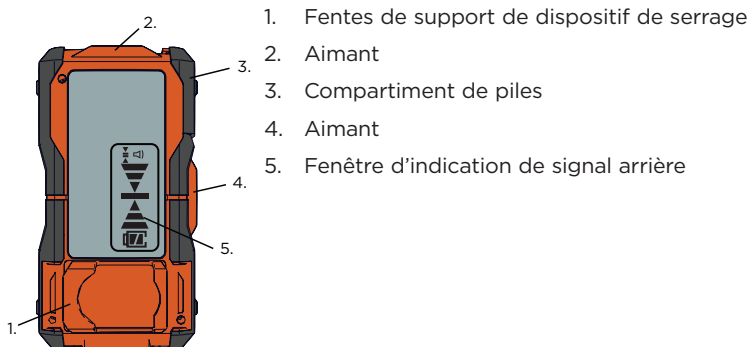 1. Fentes de support de dispositif de serrage
2. Aimant
3. Compartiment de piles
4. Aimant
5. Fenêtre d’indication de signal arrière
2.
3.
4.
5.
1.